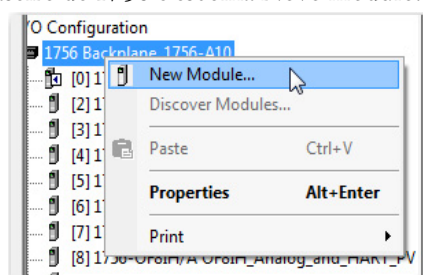 /O Configuration
1756 Backplane, 1756-A10
[0] 1 New Module...
[2] 1 Discover Modules...
[3] 1
[4] 1 Paste Ctrl+V
[5] 1
[6] 1 Properties Alt+Enter
[7] 1 Print
[8] 1756-OF8IH/A OF8IH_Analog_and_HART_PV